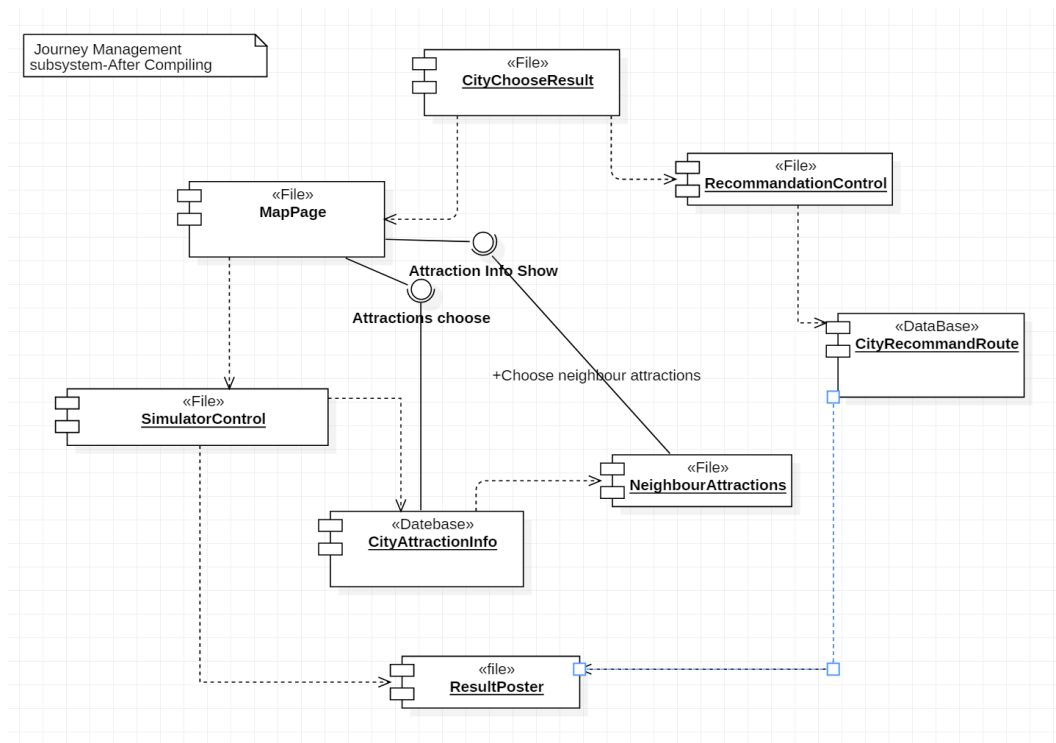 Journey Management
subsystem-After Compiling
«File»
CityChooseResult
«File»
RecommandationControl
«File»
MapPage
Attraction Info Show
Attractions choose
«DataBase»
CityRecommandRoute
+Choose neighbour attractions
«File»
SimulatorControl
«File»
NeighbourAttractions
«Datebase»
CityAttractionInfo
«file»
ResultPoster